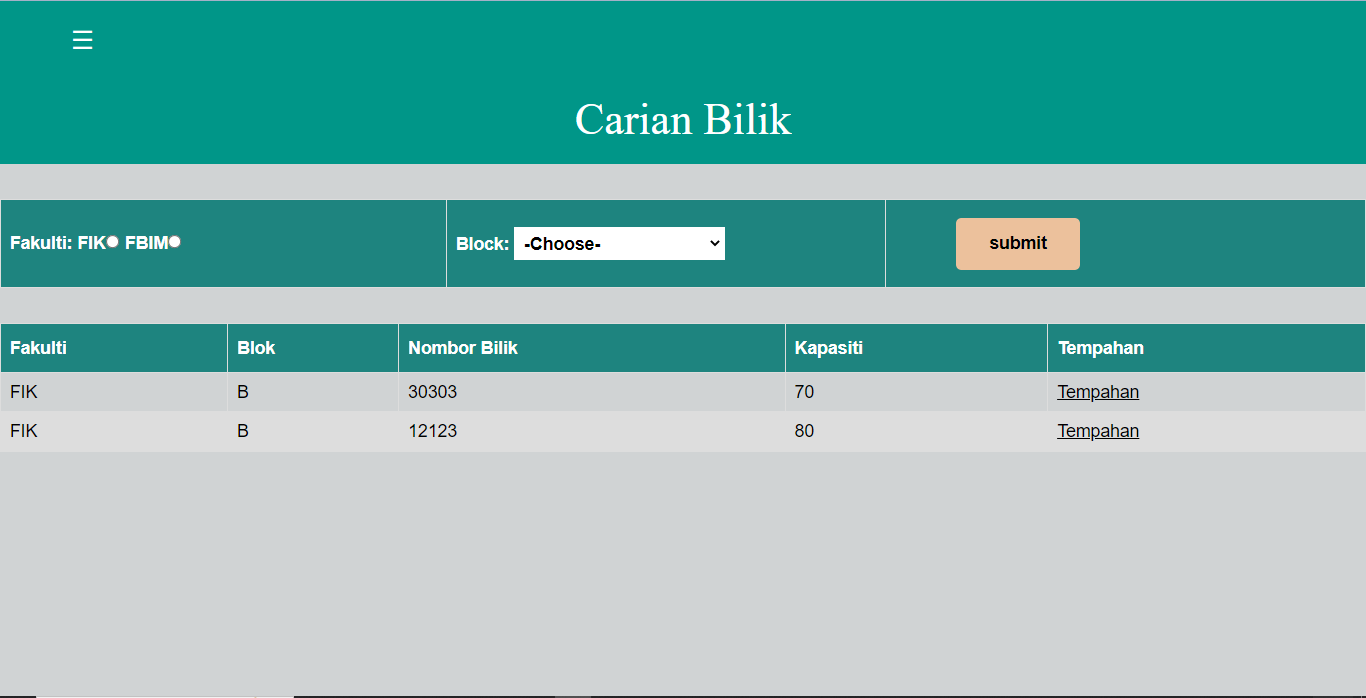 ☰
Carian Bilik
Fakulti: FIK FBIM Block: -Choose- submit
Fakulti Blok Nombor Bilik Kapasiti Tempahan
FIK B 30303 70 Tempahan
FIK B 12123 80 Tempahan